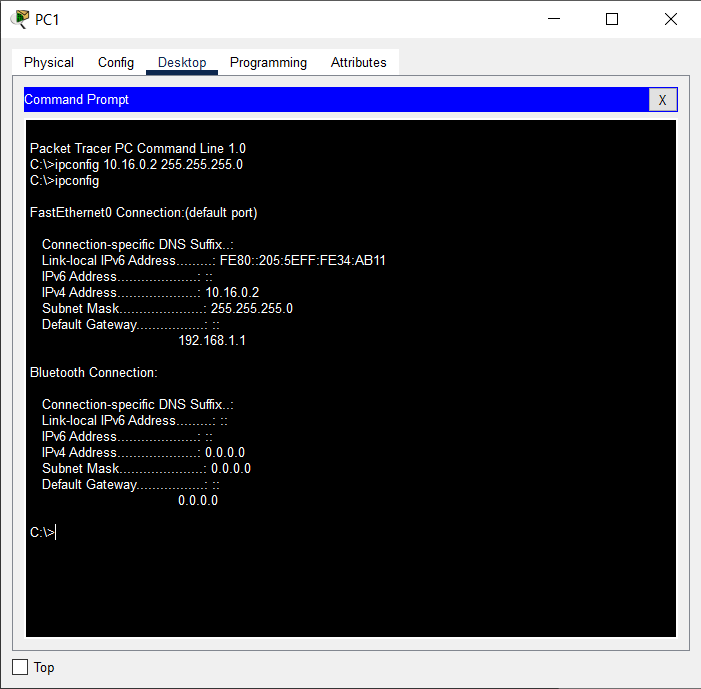 PC1
Physical Config Desktop Programming Attributes
Command Prompt X
Packet Tracer PC Command Line 1.0
C:\>ipconfig 10.16.0.2 255.255.255.0
C:\>ipconfig
FastEthernet0 Connection:(default port)
Connection-specific DNS Suffix..:
Link-local IPv6 Address.........: FE80::205:5EFF:FE34:AB11
IPv6 Address....................: ::
IPv4 Address....................: 10.16.0.2
Subnet Mask.....................: 255.255.255.0
Default Gateway.................: ::
192.168.1.1
Bluetooth Connection:
Connection-specific DNS Suffix..:
Link-local IPv6 Address.........: ::
IPv6 Address....................: ::
IPv4 Address....................: 0.0.0.0
Subnet Mask.....................: 0.0.0.0
Default Gateway.................: ::
0.0.0.0
C:\>
Top